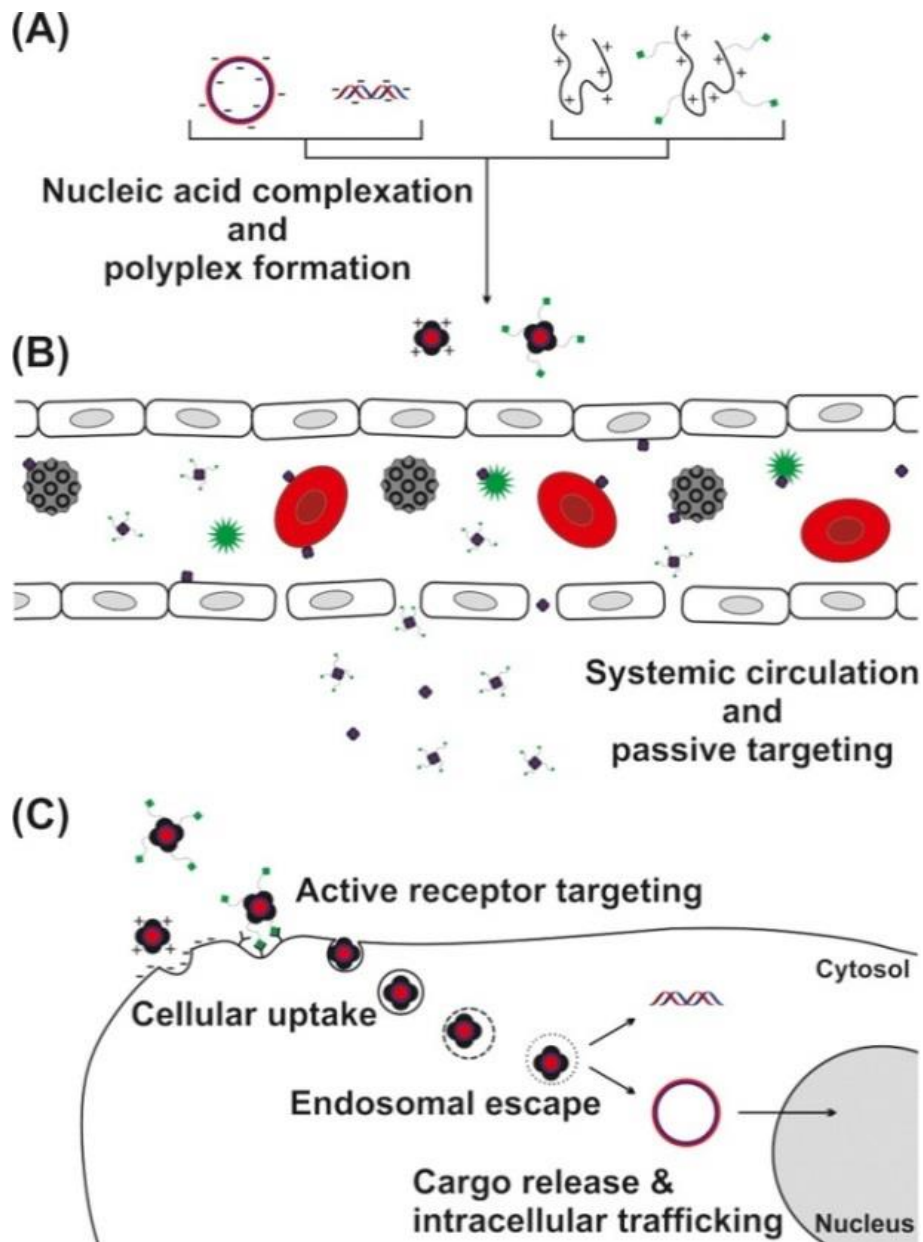 (A)
Nucleic acid complexation
and
polyplex formation
(B)
Systemic circulation
and
passive targeting
(C)
Active receptor targeting
Cytosol
Cellular uptake
Endosomal escape
Cargo release &
intracellular trafficking
Nucleus